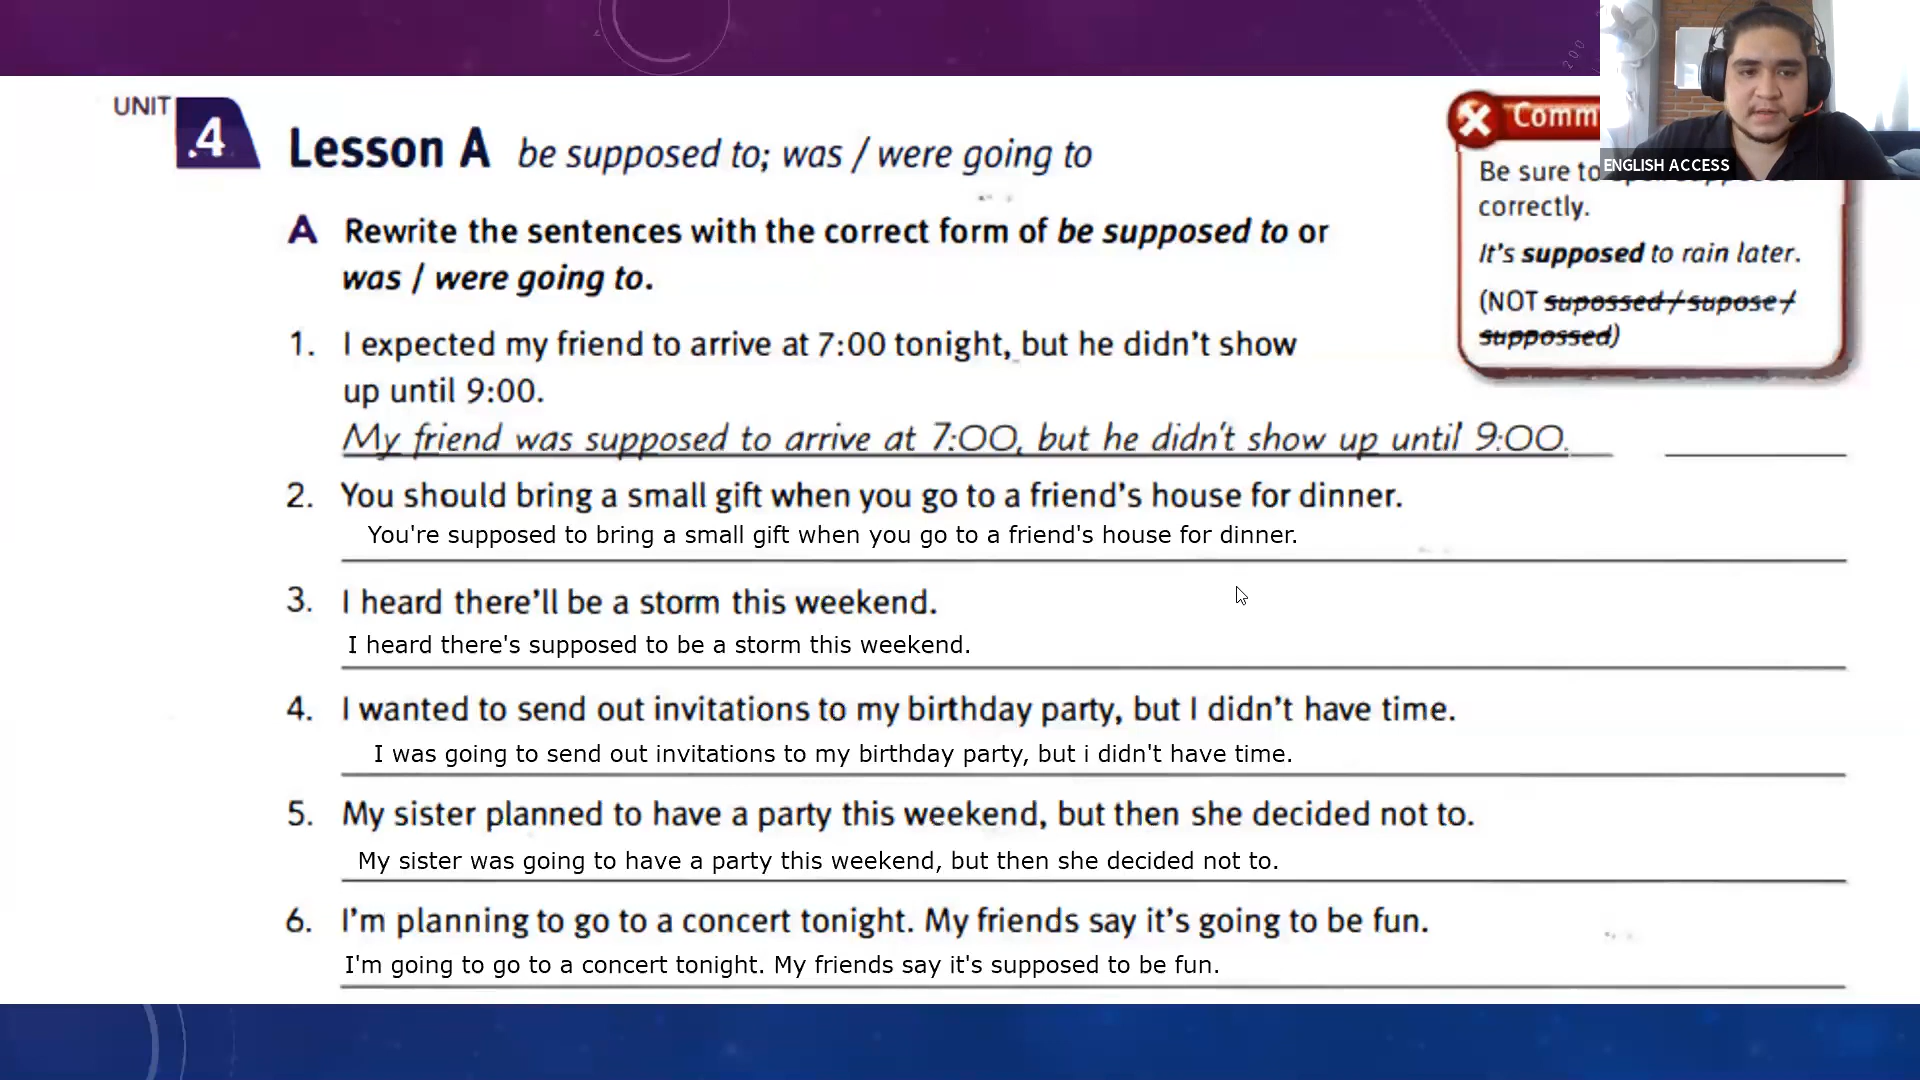 UNIT
4
Lesson A be supposed to; was / were going to
A Rewrite the sentences with the correct form of be supposed to or
was / were going to.
1. I expected my friend to arrive at 7:00 tonight, but he didn't show
up until 9:00.
My friend was supposed to arrive at 7:00, but he didn't show up until 9:00.
2. You should bring a small gift when you go to a friend's house for dinner.
You're supposed to bring a small gift when you go to a friend's house for dinner.
3. I heard there'll be a storm this weekend.
I heard there's supposed to be a storm this weekend.
4. I wanted to send out invitations to my birthday party, but I didn't have time.
I was going to send out invitations to my birthday party, but i didn't have time.
5. My sister planned to have a party this weekend, but then she decided not to.
My sister was going to have a party this weekend, but then she decided not to.
6. I'm planning to go to a concert tonight. My friends say it's going to be fun.
I'm going to go to a concert tonight. My friends say it's supposed to be fun.
Comm
Be sure to
correctly.
It's supposed to rain later.
(NOT supossed / supose /
suppossed)
ENGLISH ACCESS
200